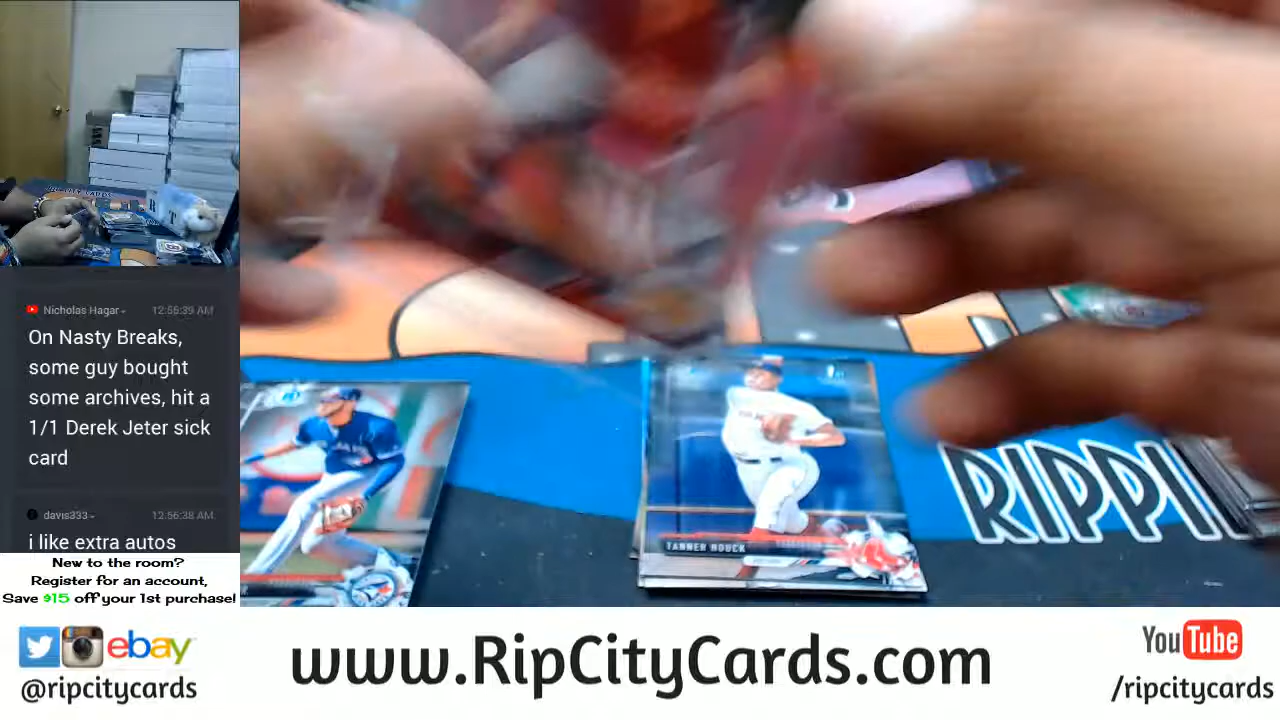 Nicholas Hagar
12:56:39 AM
On Nasty Breaks,
some guy bought
some archives, hit a
1/1 Derek Jeter sick
card
davis333
12:56:38 AM
i like extra autos
New to the room?
Register for an account,
Save $15 off your 1st purchase!
TANNER HOUCK
RIPPI
ebay
@ripcitycards
www.RipCityCards.com
YouTube
/ripcitycards